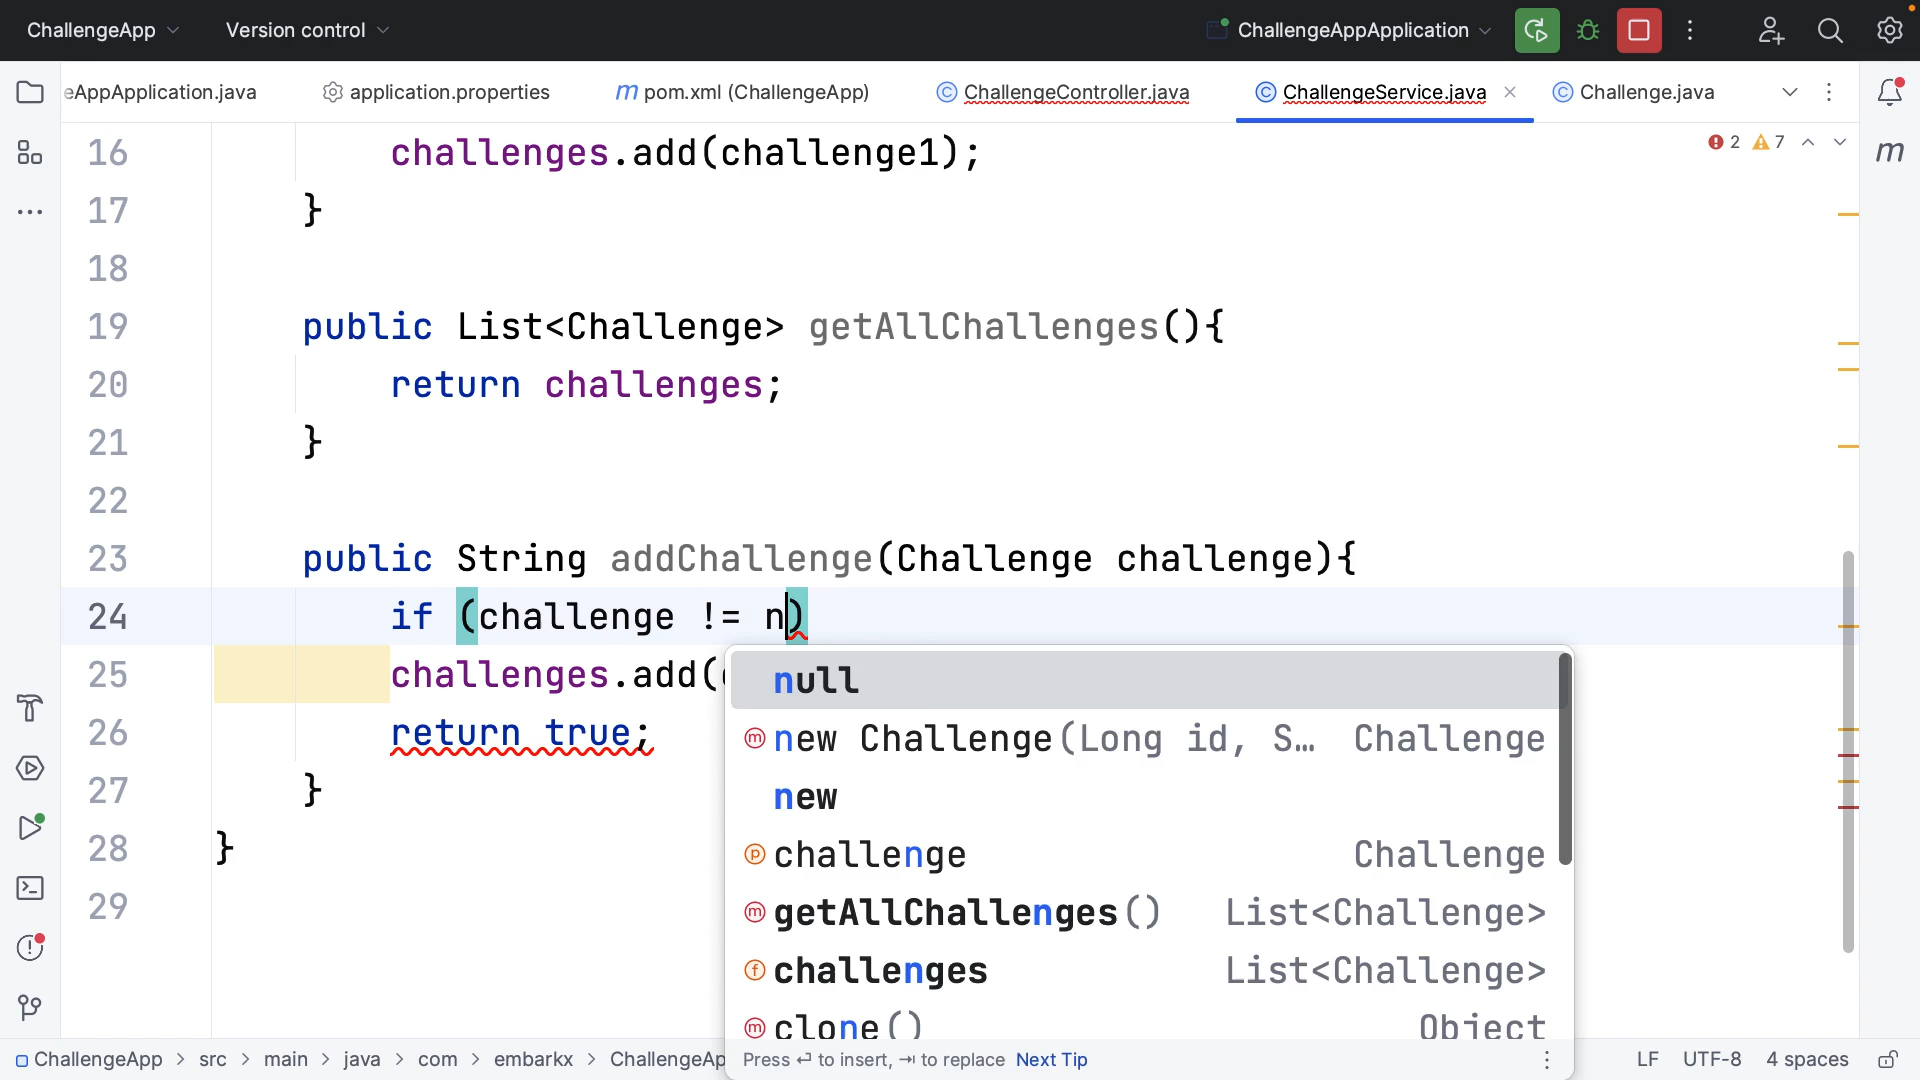 ChallengeApp Version control ChallengeAppApplication
eAppApplication.java application.properties m pom.xml (ChallengeApp) © ChallengeController.java © ChallengeService.java © Challenge.java
2 7
m
16 challenges.add(challenge1);
17 }
18
19 public List<Challenge> getAllChallenges(){
20 return challenges;
21 }
22
23 public String addChallenge(Challenge challenge){
24 if (challenge != n)
25 challenges.add(
26 return true;
27 }
28 }
29
null
m new Challenge(Long id, S… Challenge
new
p challenge Challenge
m getAllChallenges() List<Challenge>
f challenges List<Challenge>
m clone() Object
Press ↵ to insert, ⇥ to replace Next Tip
ChallengeApp > src > main > java > com > embarkx > ChallengeAp
LF UTF-8 4 spaces